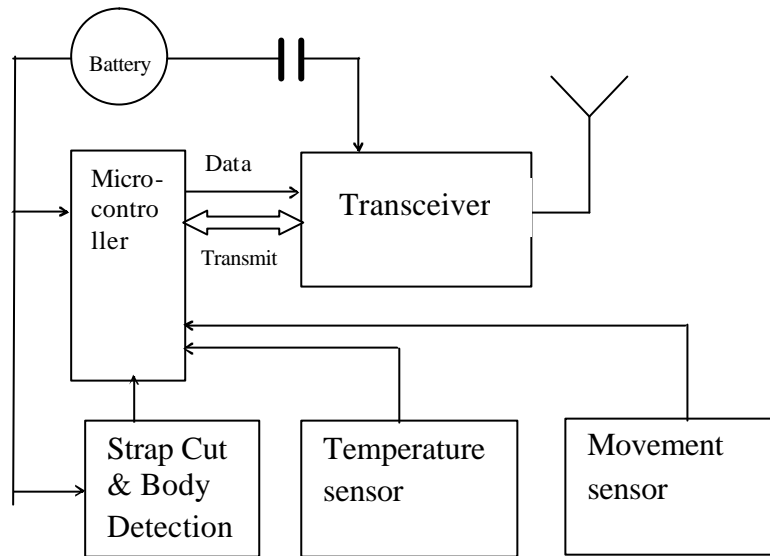 Battery
Data
Micro-
contro
ller
Transceiver
Transmit
Strap Cut
& Body
Detection
Temperature
sensor
Movement
sensor